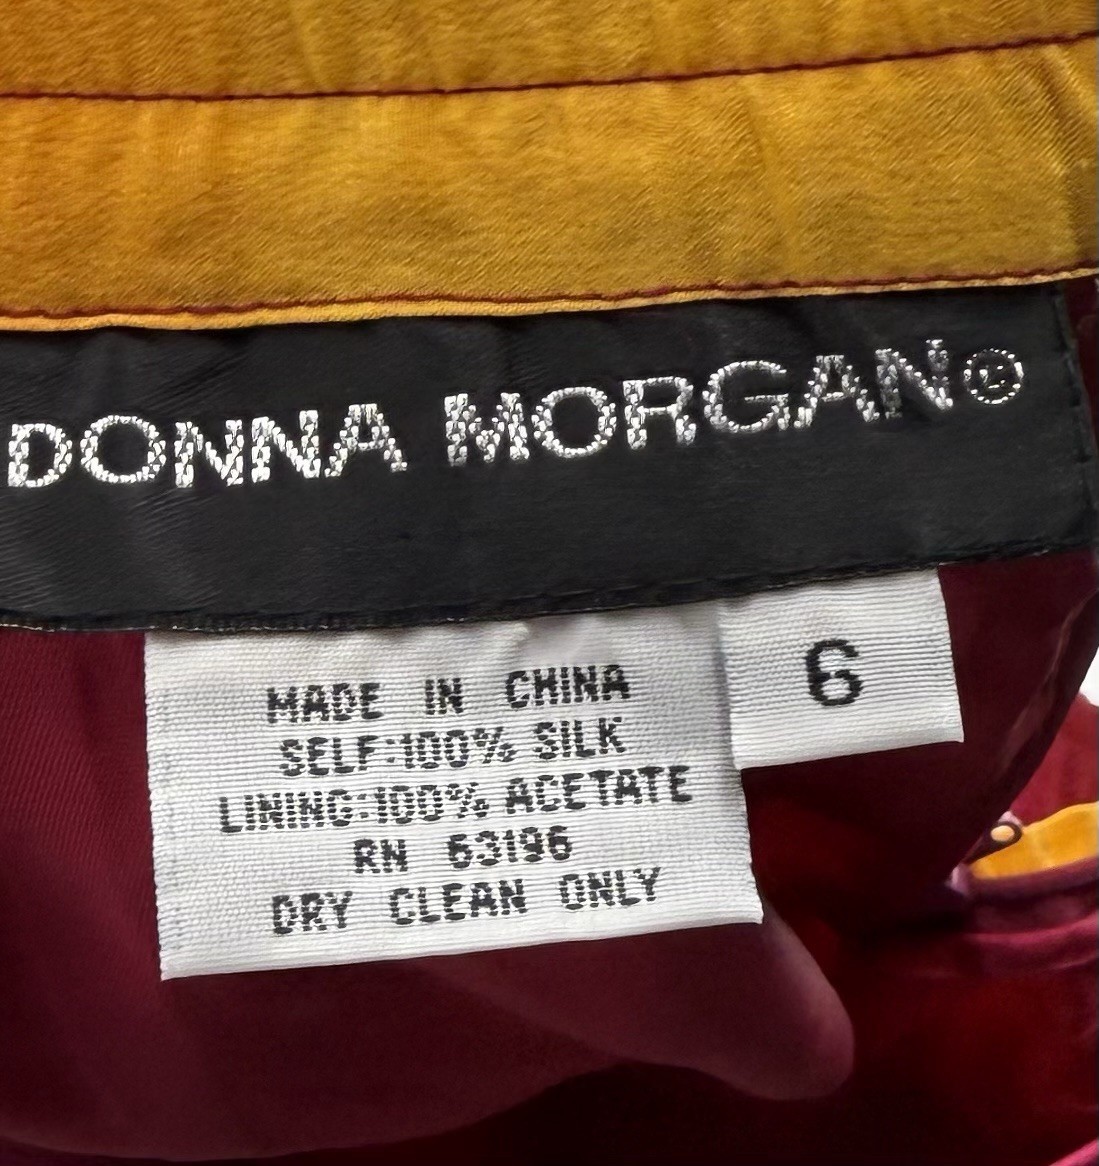 DONNA MORGAN®
6
MADE IN CHINA
SELF:100% SILK
LINING:100% ACETATE
RN 63196
DRY CLEAN ONLY